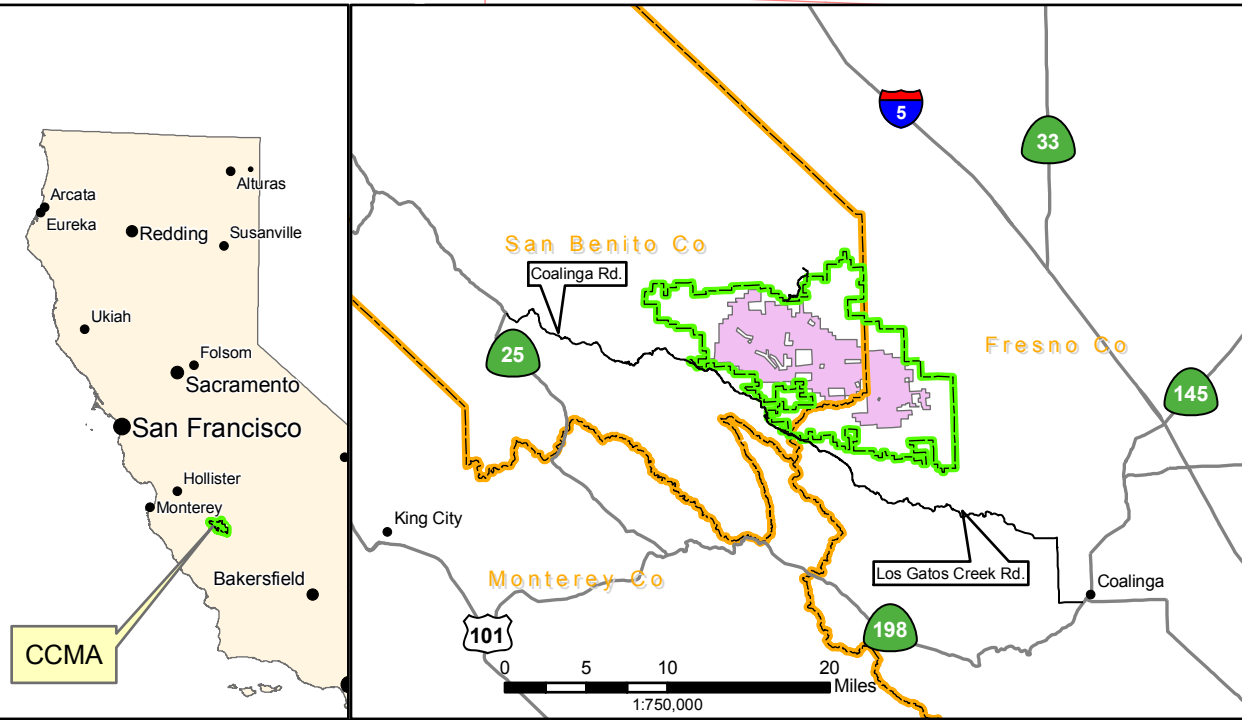 Alturas
Arcata
Eureka
Redding
Susanville
Ukiah
Folsom
Sacramento
San Francisco
Hollister
Monterey
Bakersfield
CCMA
5
33
San Benito Co
Coalinga Rd.
25
Fresno Co
145
King City
Los Gatos Creek Rd.
Monterey Co
Coalinga
101
198
0 5 10 20
Miles
1:750,000